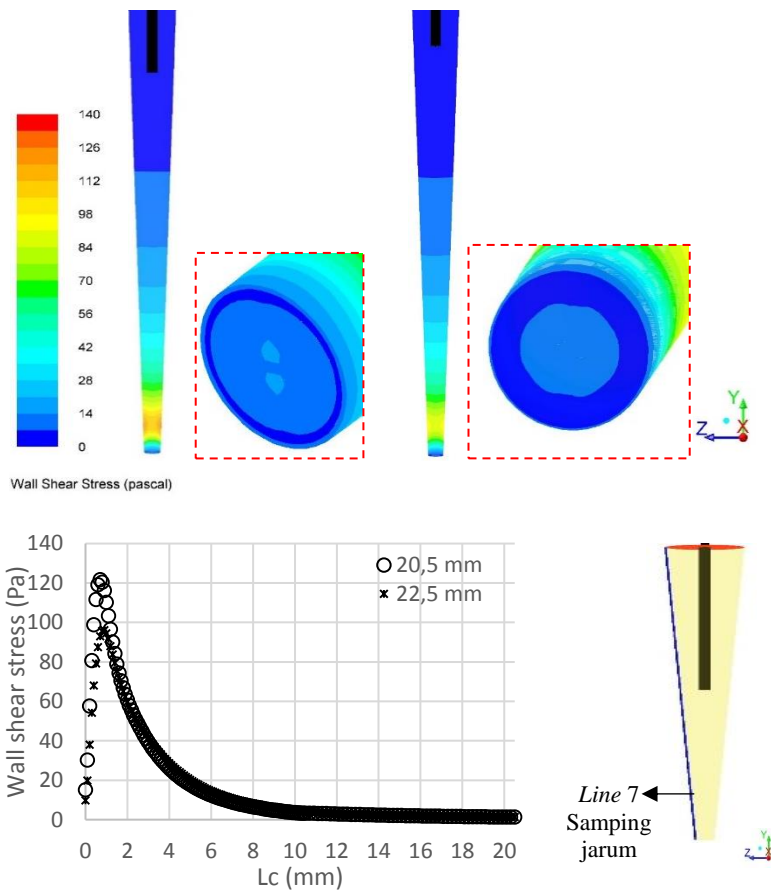 140
126
112
98
84
70
56
42
28
14
0
Wall Shear Stress (pascal)
Y
Z
X
140
120
100
80
60
40
20
0
Wall shear stress (Pa)
20,5 mm
22,5 mm
0 2 4 6 8 10 12 14 16 18 20
Lc (mm)
Line 7
Samping
jarum
Y
Z
X